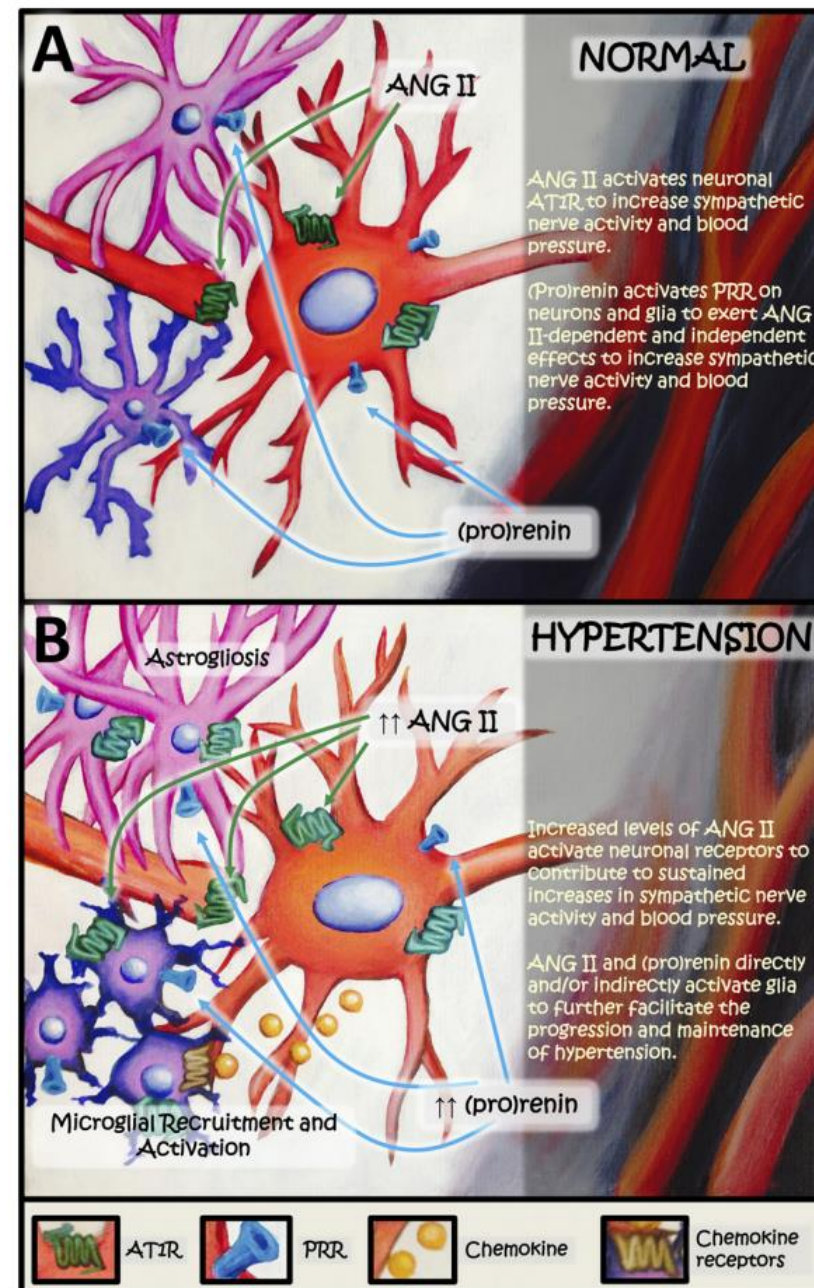 A
NORMAL
ANG II
ANG II activates neuronal
AT1R to increase sympathetic
nerve activity and blood
pressure.
(Pro)renin activates PRR on
neurons and glia to exert ANG
II-dependent and independent
effects to increase sympathetic
nerve activity and blood
pressure.
(pro)renin
B
HYPERTENSION
Astrogliosis
↑↑ ANG II
Increased levels of ANG II
activate neuronal receptors to
contribute to sustained
increases in sympathetic nerve
activity and blood pressure.
ANG II and (pro)renin directly
and/or indirectly activate glia
to further facilitate the
progression and maintenance
of hypertension.
↑↑ (pro)renin
Microglial Recruitment and
Activation
AT1R
PRR
Chemokine
Chemokine
receptors